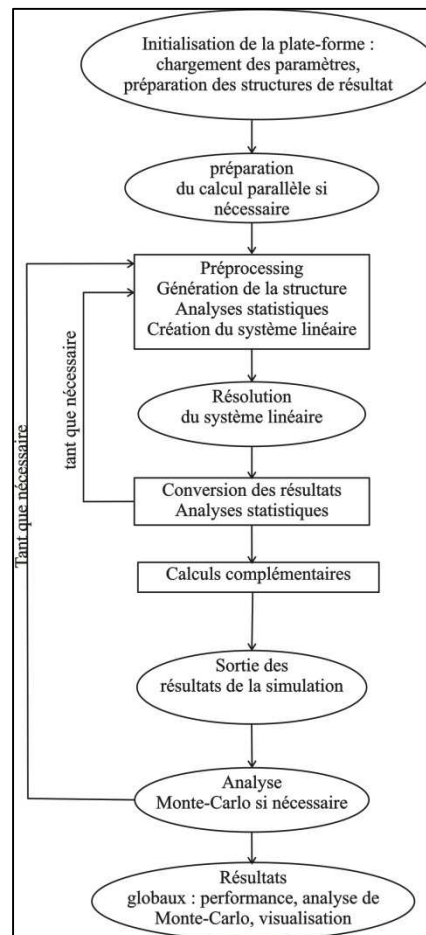 Initialisation de la plate-forme :
chargement des paramètres,
préparation des structures de résultat
préparation
du calcul parallèle si
nécessaire
Préprocessing
Génération de la structure
Analyses statistiques
Création du système linéaire
Résolution
du système linéaire
tant que nécessaire
Tant que nécessaire
Conversion des résultats
Analyses statistiques
Calculs complémentaires
Sortie des
résultats de la simulation
Analyse
Monte-Carlo si nécessaire
Résultats
globaux : performance, analyse de
Monte-Carlo, visualisation